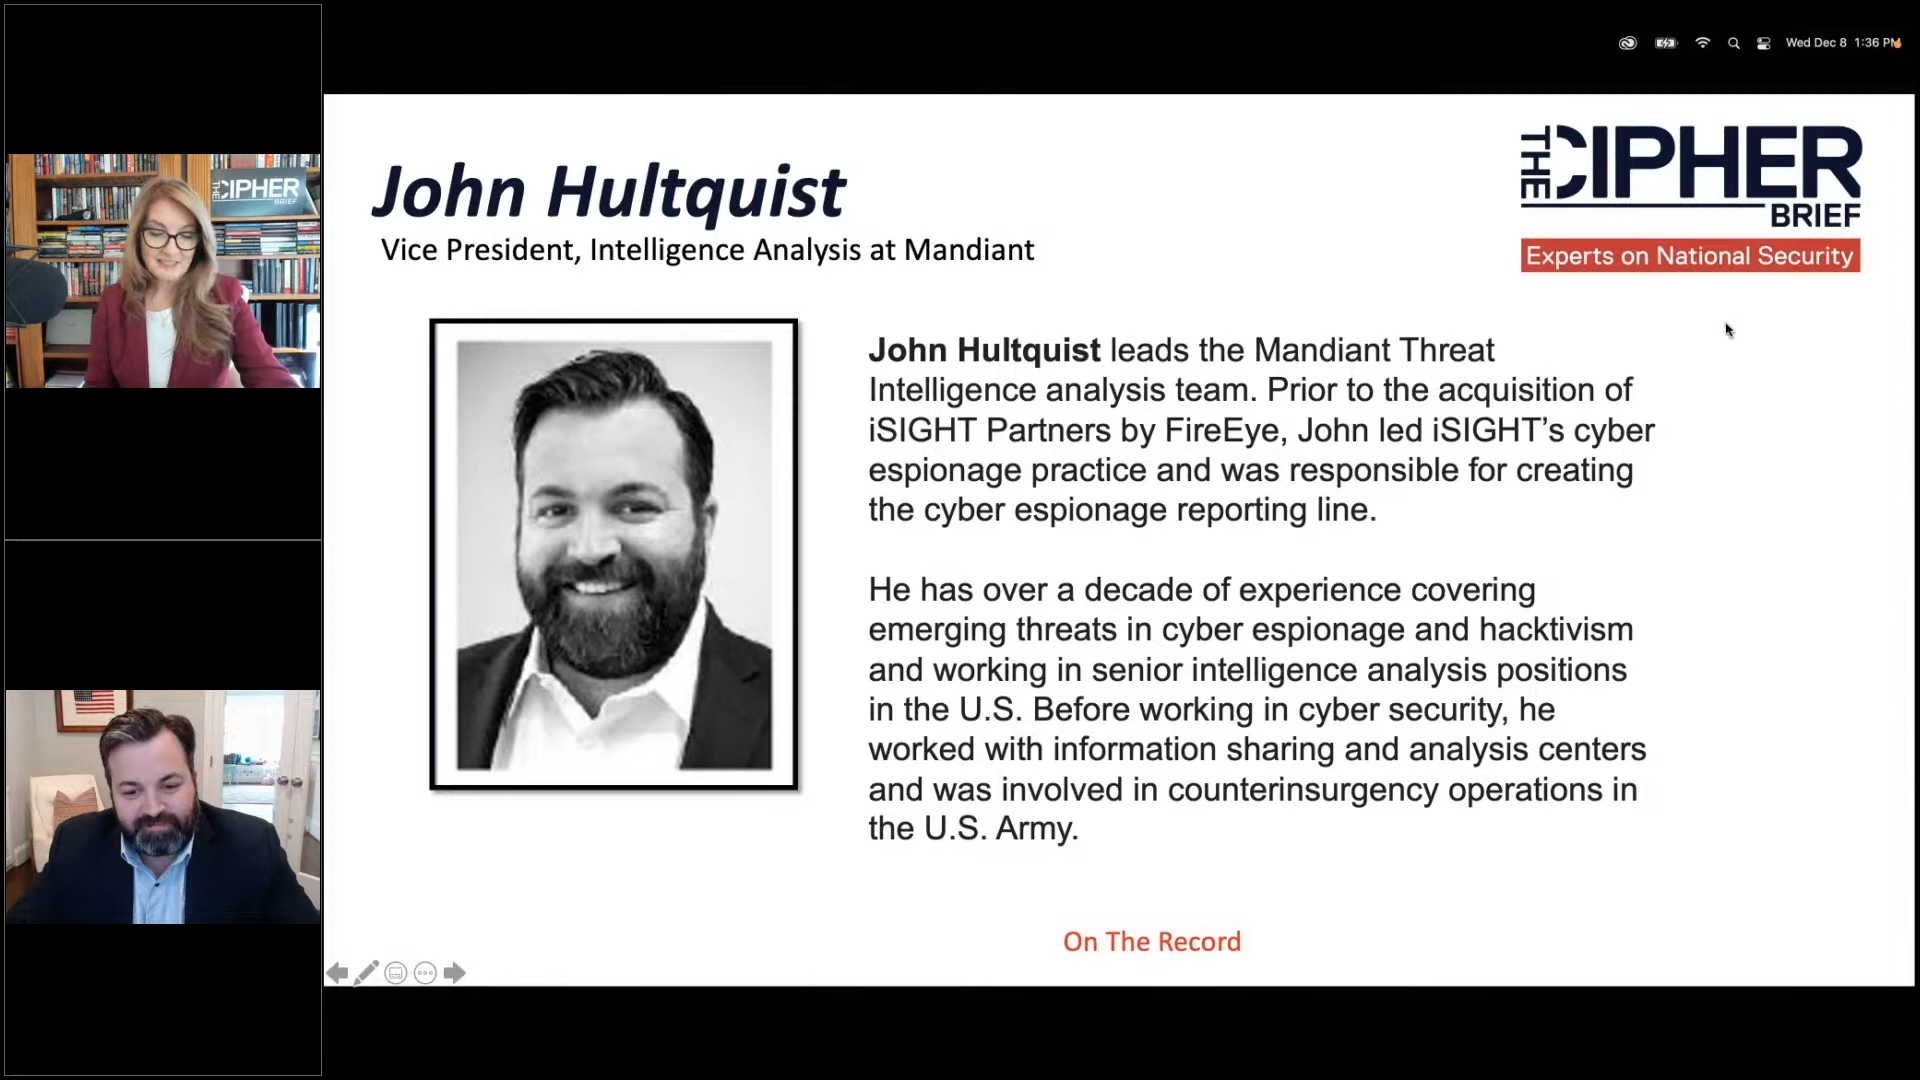 Wed Dec 8 1:36 PM
THE CIPHER
BRIEF
THE CIPHER
BRIEF
Experts on National Security
John Hultquist
Vice President, Intelligence Analysis at Mandiant
John Hultquist leads the Mandiant Threat
Intelligence analysis team. Prior to the acquisition of
iSIGHT Partners by FireEye, John led iSIGHT’s cyber
espionage practice and was responsible for creating
the cyber espionage reporting line.
He has over a decade of experience covering
emerging threats in cyber espionage and hacktivism
and working in senior intelligence analysis positions
in the U.S. Before working in cyber security, he
worked with information sharing and analysis centers
and was involved in counterinsurgency operations in
the U.S. Army.
On The Record